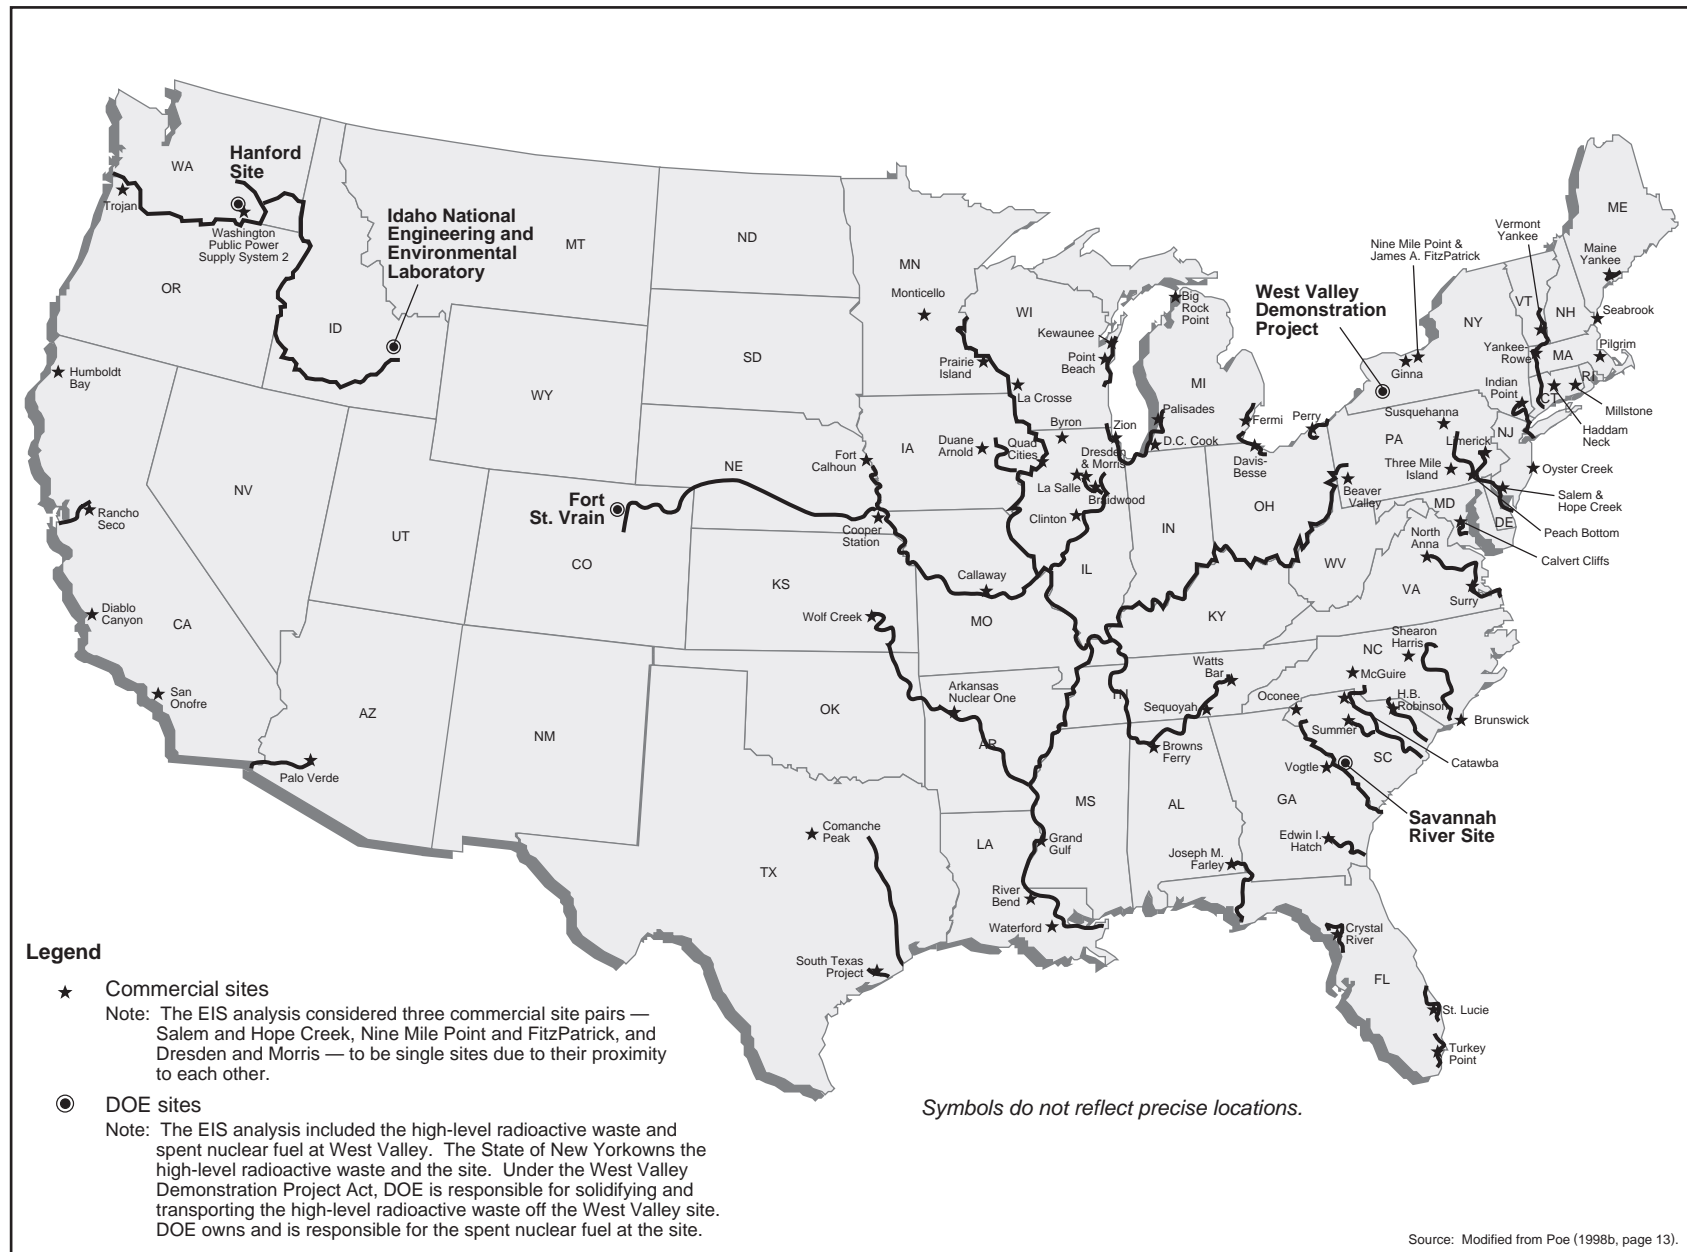 WA
Hanford
Site
Trojan
Washington
Public Power
Supply System 2
Idaho National
Engineering and
Environmental
Laboratory
MT
ND
MN
Monticello
OR
ID
WY
SD
WI
Kewaunee
Point
Beach
Prairie
Island
La Crosse
Big
Rock
Point
MI
Palisades
D.C. Cook
Fermi
Davis-
Besse
Perry
West Valley
Demonstration
Project
Nine Mile Point &
James A. FitzPatrick
Vermont
Yankee
ME
Maine
Yankee
VT
NH
Seabrook
NY
Ginna
Yankee-
Rowe
MA
Pilgrim
RI
CT
Millstone
Haddam
Neck
Indian
Point
Susquehanna
PA
NJ
Limerick
Three Mile
Island
Oyster Creek
Salem &
Hope Creek
Peach Bottom
Calvert Cliffs
MD
DE
Beaver
Valley
OH
WV
North
Anna
VA
Surry
Humboldt
Bay
NV
Rancho
Seco
Diablo
Canyon
CA
San
Onofre
UT
CO
Fort
St. Vrain
NE
Fort
Calhoun
Cooper
Station
IA
Duane
Arnold
Quad
Cities
Byron
Zion
Dresden
& Morris
La Salle
Braidwood
Clinton
IL
IN
KS
Wolf Creek
Callaway
MO
KY
AZ
Palo Verde
NM
OK
Arkansas
Nuclear One
AR
TN
Watts
Bar
Sequoyah
Browns
Ferry
NC
Shearon
Harris
McGuire
Oconee
H.B.
Robinson
Brunswick
Summer
SC
Catawba
Vogtle
Savannah
River Site
GA
Edwin I.
Hatch
MS
AL
Joseph M.
Farley
LA
Grand
Gulf
River
Bend
Waterford
TX
Comanche
Peak
South Texas
Project
Crystal
River
FL
St. Lucie
Turkey
Point
Legend
Commercial sites
Note: The EIS analysis considered three commercial site pairs —
Salem and Hope Creek, Nine Mile Point and FitzPatrick, and
Dresden and Morris — to be single sites due to their proximity
to each other.
DOE sites
Note: The EIS analysis included the high-level radioactive waste and
spent nuclear fuel at West Valley. The State of New Yorkowns the
high-level radioactive waste and the site. Under the West Valley
Demonstration Project Act, DOE is responsible for solidifying and
transporting the high-level radioactive waste off the West Valley site.
DOE owns and is responsible for the spent nuclear fuel at the site.
Symbols do not reflect precise locations.
Source: Modified from Poe (1998b, page 13).